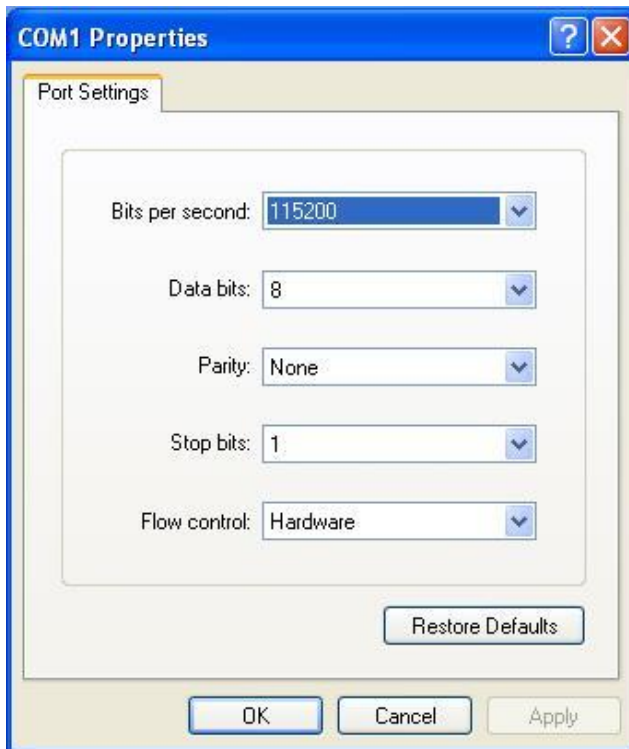 COM1 Properties
Port Settings
Bits per second: 115200
Data bits: 8
Parity: None
Stop bits: 1
Flow control: Hardware
Restore Defaults
OK Cancel Apply